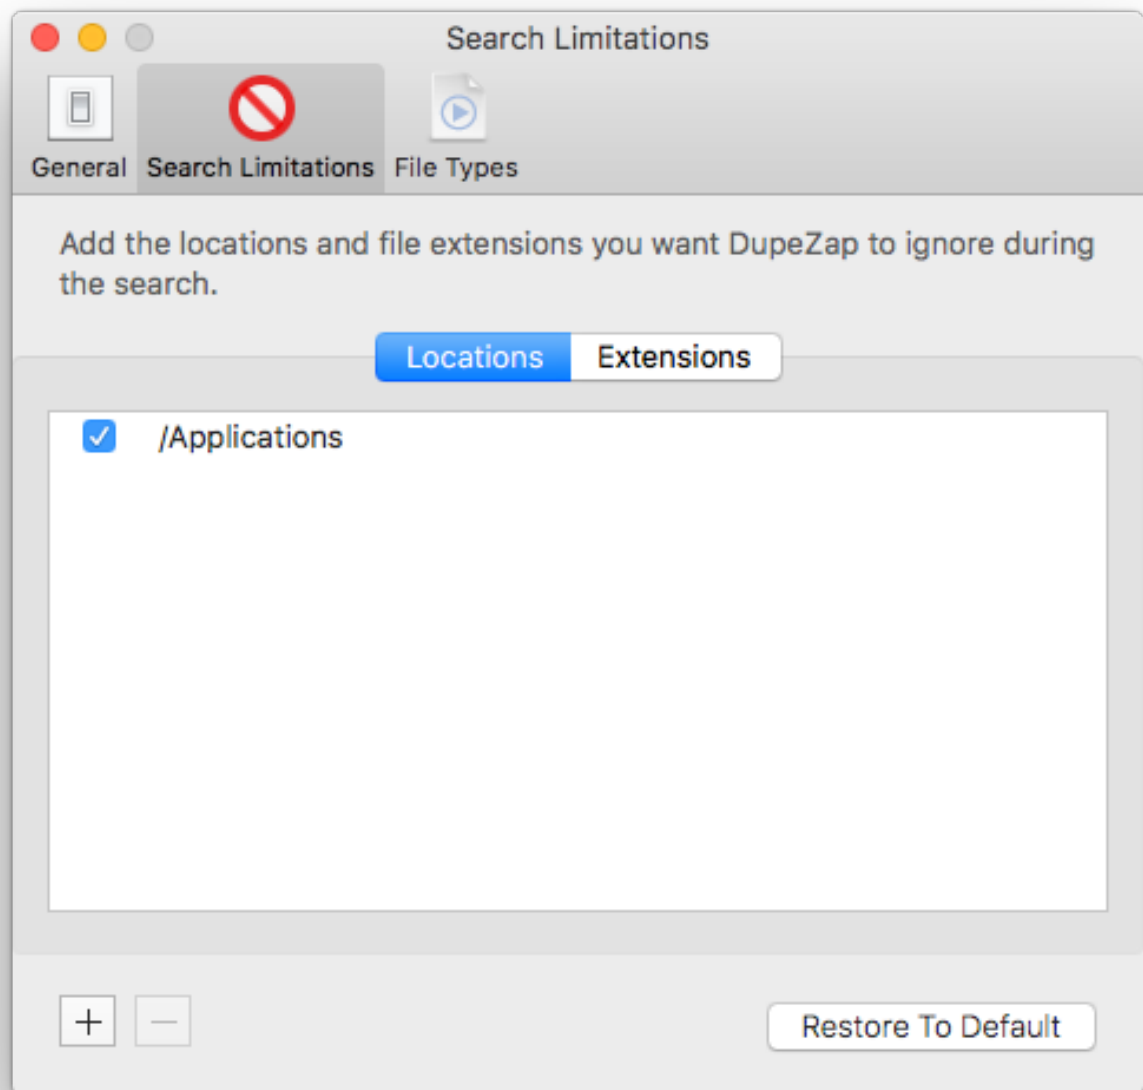 Search Limitations
General Search Limitations File Types
Add the locations and file extensions you want DupeZap to ignore during
the search.
Locations Extensions
/Applications
Restore To Default